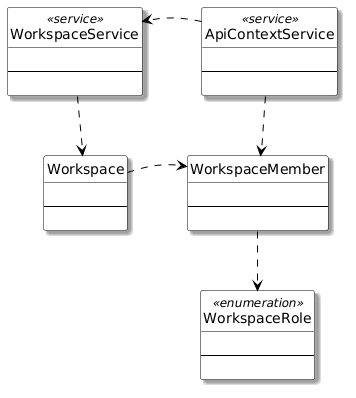 «service»
WorkspaceService
«service»
ApiContextService
Workspace
WorkspaceMember
«enumeration»
WorkspaceRole